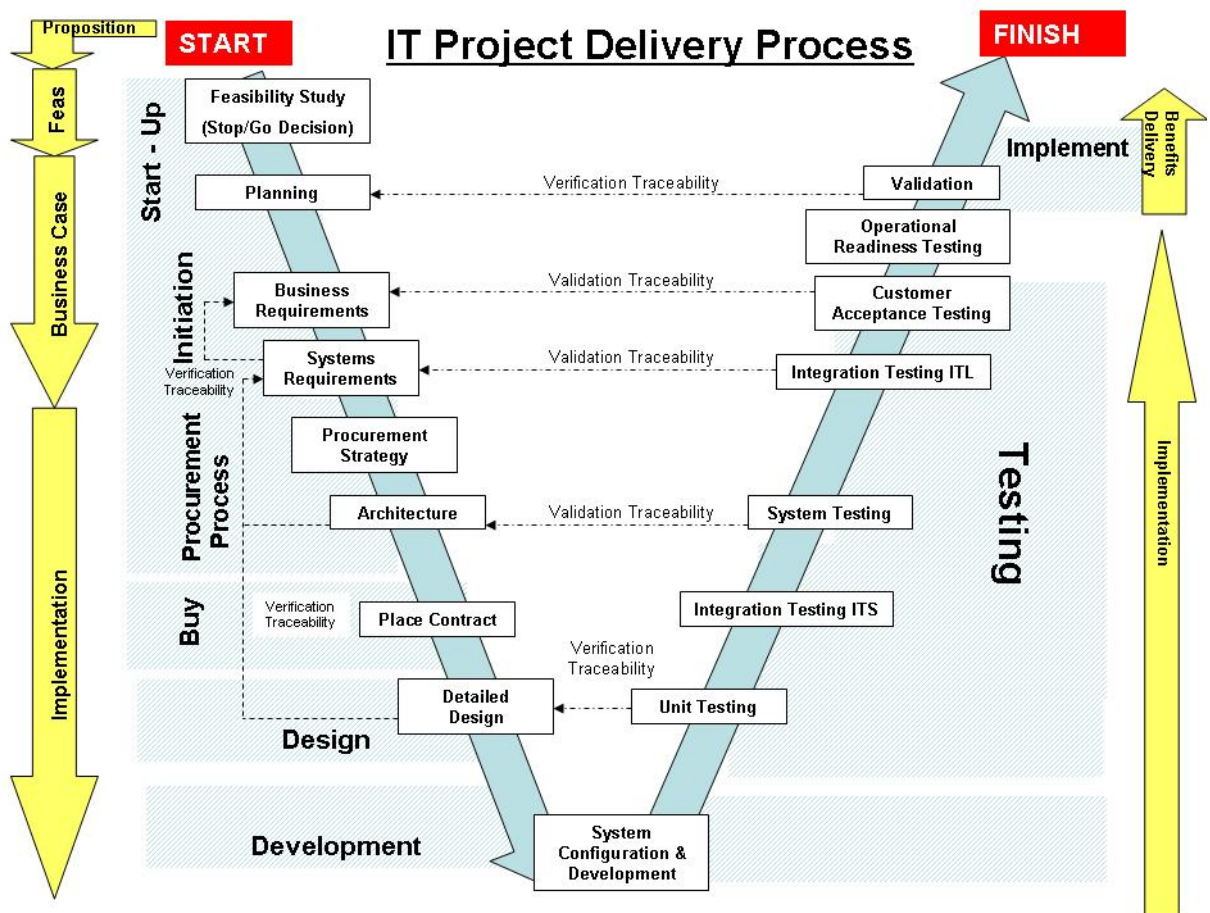 Proposition
START
IT Project Delivery Process
FINISH
Feas
Start - Up
Feasibility Study
(Stop/Go Decision)
Implement
Benefits
Delivery
Planning
Verification Traceability
Validation
Operational
Readiness Testing
Business Case
Initiation
Business
Requirements
Validation Traceability
Customer
Acceptance Testing
Verification
Traceability
Systems
Requirements
Validation Traceability
Integration Testing ITL
Procurement
Process
Procurement
Strategy
Testing
Implementation
Architecture
Validation Traceability
System Testing
Buy
Verification
Traceability
Place Contract
Integration Testing ITS
Implementation
Verification
Traceability
Detailed
Design
Unit Testing
Design
Development
System
Configuration &
Development